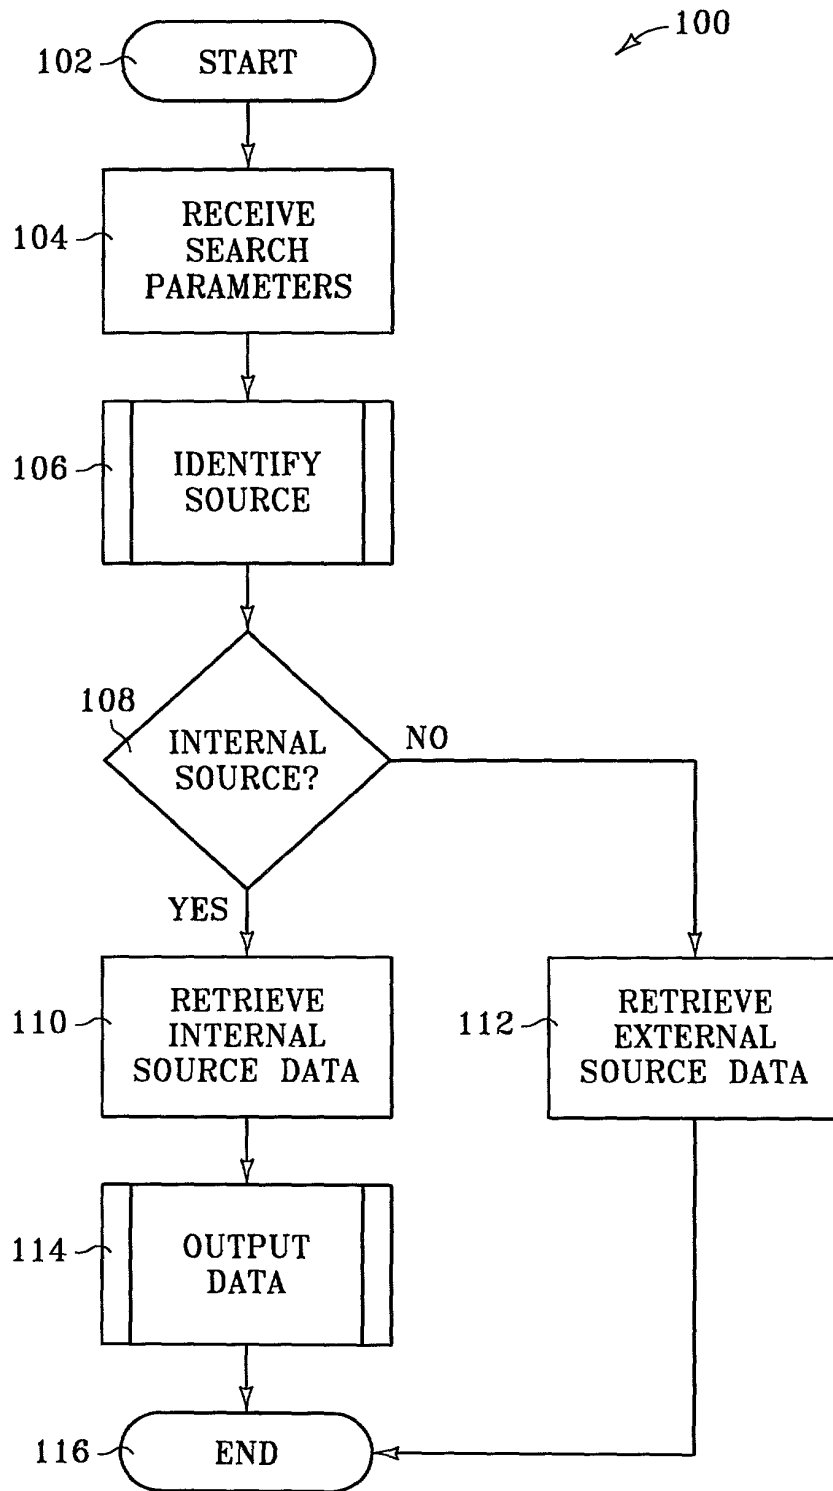 100
102
START
104
RECEIVE
SEARCH
PARAMETERS
106
IDENTIFY
SOURCE
108
INTERNAL
SOURCE?
NO
YES
110
RETRIEVE
INTERNAL
SOURCE DATA
112
RETRIEVE
EXTERNAL
SOURCE DATA
114
OUTPUT
DATA
116
END